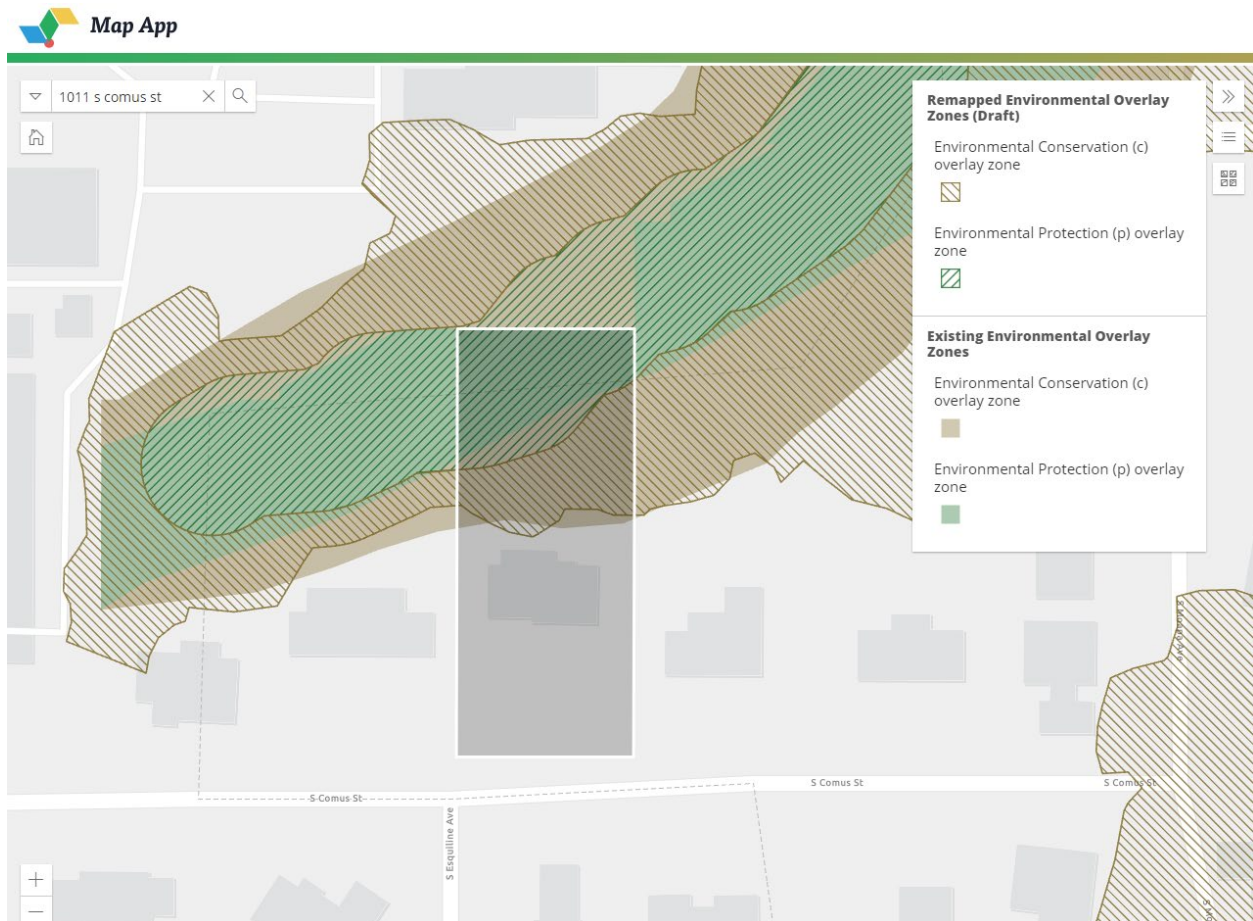 Map App
1011 s comus st
Remapped Environmental Overlay
Zones (Draft)
Environmental Conservation (c)
overlay zone
Environmental Protection (p) overlay
zone
Existing Environmental Overlay
Zones
Environmental Conservation (c)
overlay zone
Environmental Protection (p) overlay
zone
S Comus St
S Comus St
S Comus St
S Esquiline Ave